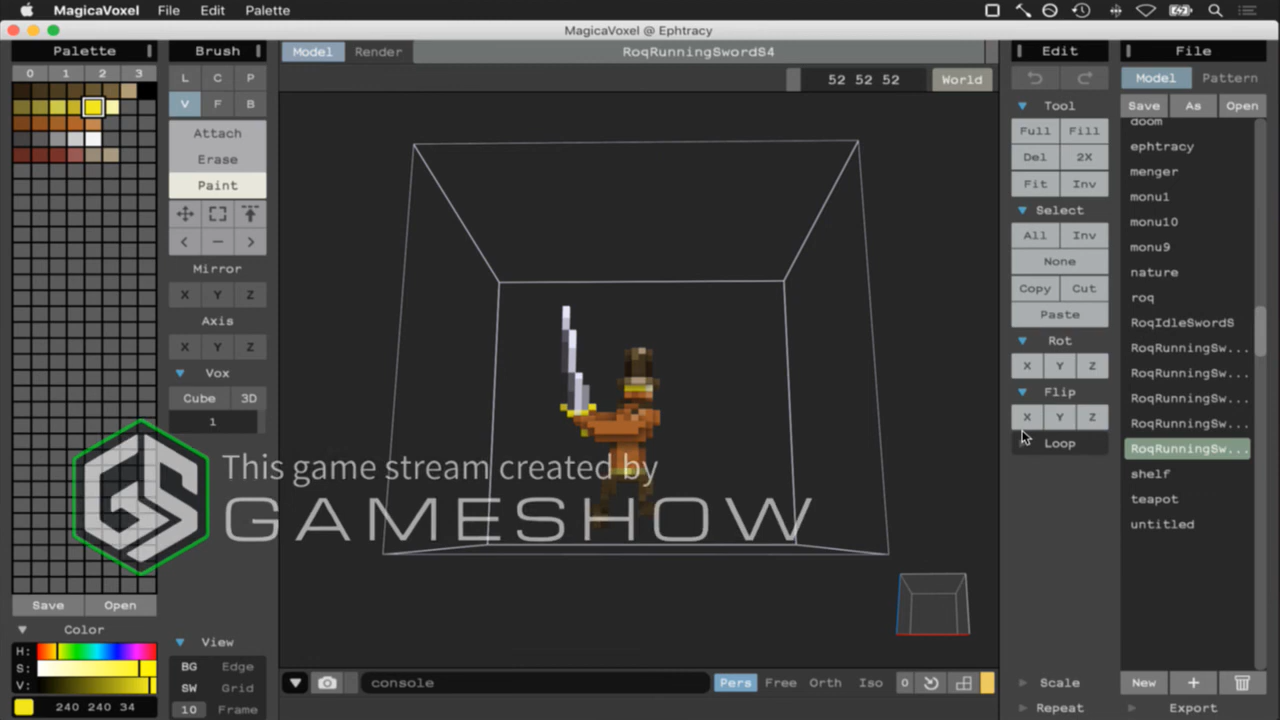 MagicaVoxel File Edit Palette
MagicaVoxel @ Ephtracy
Palette
0 1 2 3
Save Open
Color
H:
S:
V:
240 240 34
Brush
L C P
V F B
Attach
Erase
Paint
< − >
Mirror
X Y Z
Axis
X Y Z
Vox
Cube 3D
1
View
BG Edge
SW Grid
10 Frame
Model Render RoqRunningSwordS4
52 52 52 World
This game stream created by
GAMESHOW
GS
console Pers Free Orth Iso 0
Edit
Tool
Full Fill
Del 2X
Fit Inv
Select
All Inv
None
Copy Cut
Paste
Rot
X Y Z
Flip
X Y Z
Loop
Scale
Repeat
File
Model Pattern
Save As Open
doom
ephtracy
menger
monu1
monu10
monu9
nature
roq
RoqIdleSwordS
RoqRunningSw...
RoqRunningSw...
RoqRunningSw...
RoqRunningSw...
RoqRunningSw...
shelf
teapot
untitled
New +
Export